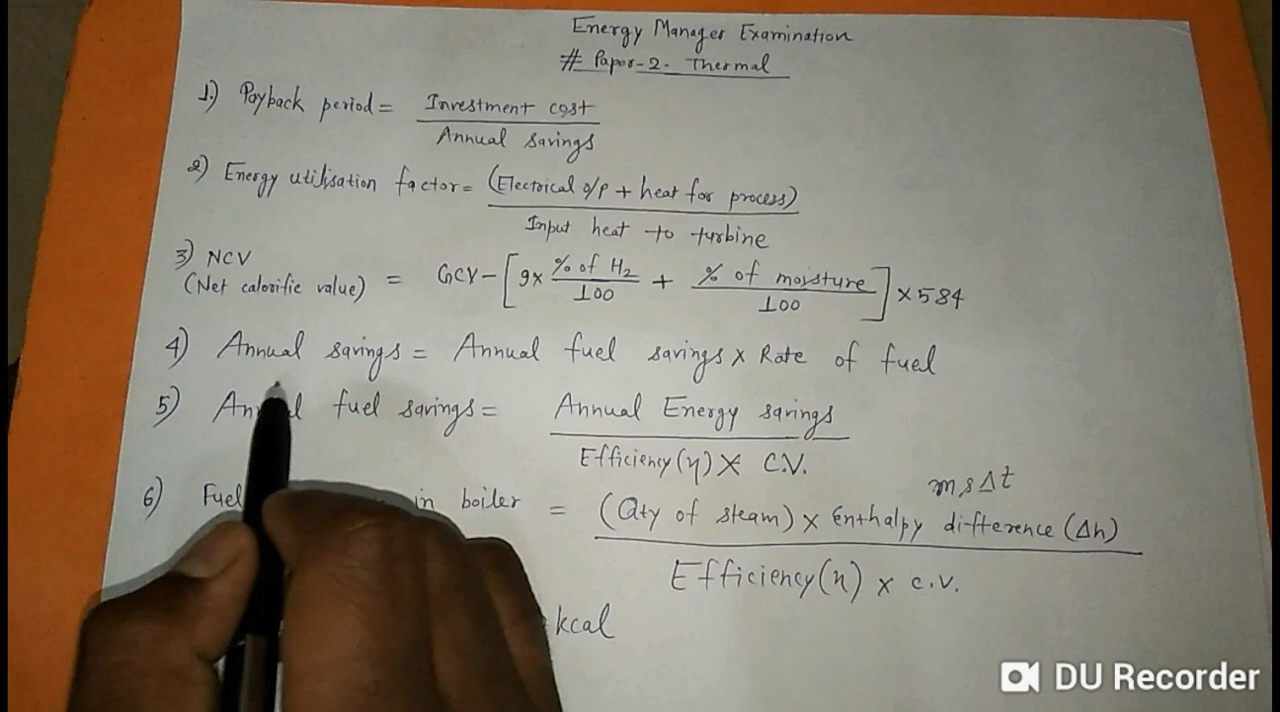 Energy Manager Examination
# Paper-2- Thermal
1.) Payback period = Investment cost / Annual savings
2) Energy utilisation factor = (Electrical o/p + heat for process) / Input heat to turbine
3) NCV
(Net calorific value) = GCV - [9x % of H2 / 100 + % of moisture / 100] x 584
4) Annual savings = Annual fuel savings x Rate of fuel
5) fuel savings = Annual Energy savings / Efficiency (η) x C.V.
msΔt
6) Fuel in boiler = (Qty of steam) x Enthalpy difference (Δh) / Efficiency (η) x C.V.
kcal
DU Recorder